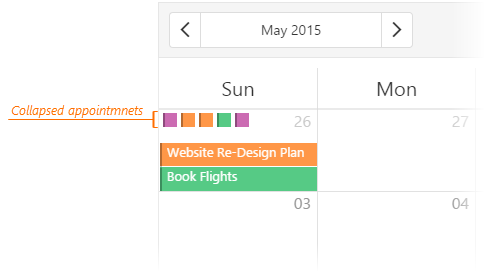 May 2015
Sun Mon
Collapsed appointmnets
26 27
Website Re-Design Plan
Book Flights
03 04